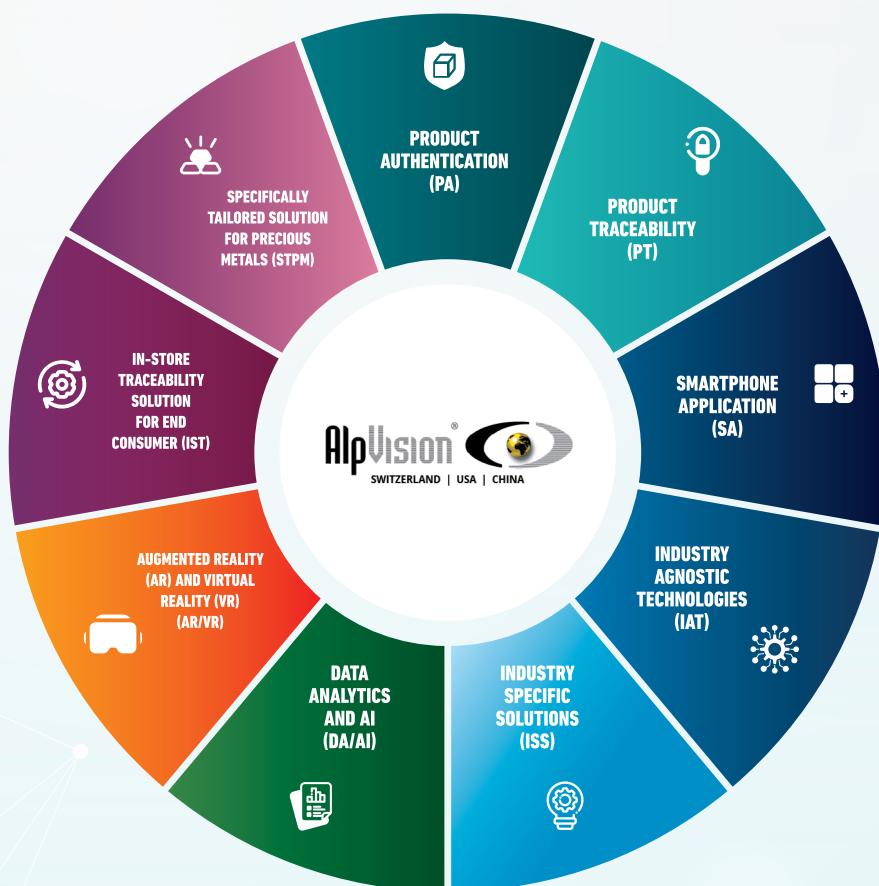 PRODUCT
AUTHENTICATION
(PA)
PRODUCT
TRACEABILITY
(PT)
SMARTPHONE
APPLICATION
(SA)
INDUSTRY
AGNOSTIC
TECHNOLOGIES
(IAT)
INDUSTRY
SPECIFIC
SOLUTIONS
(ISS)
DATA
ANALYTICS
AND AI
(DA/AI)
AUGMENTED REALITY
(AR) AND VIRTUAL
REALITY (VR)
(AR/VR)
IN-STORE
TRACEABILITY
SOLUTION
FOR END
CONSUMER (IST)
SPECIFICALLY
TAILORED SOLUTION
FOR PRECIOUS
METALS (STPM)
AlpVision®
SWITZERLAND | USA | CHINA